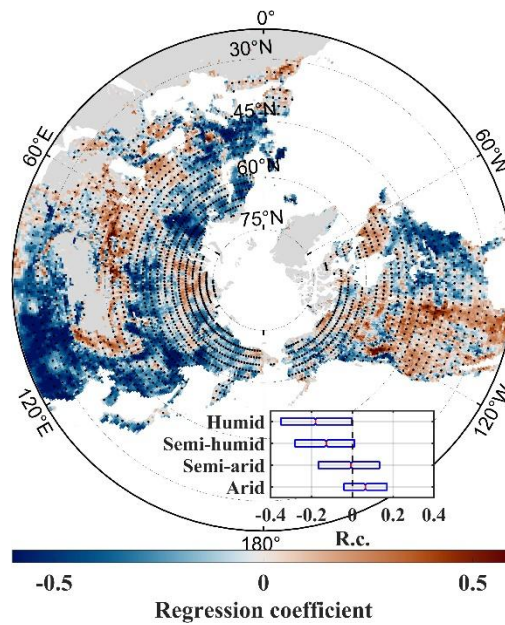 0°
30°N
45°N
60°N
75°N
60°E
60°W
120°E
120°W
180°
Humid
Semi-humid
Semi-arid
Arid
-0.4 -0.2 0 0.2 0.4
R.c.
-0.5 0 0.5
Regression coefficient